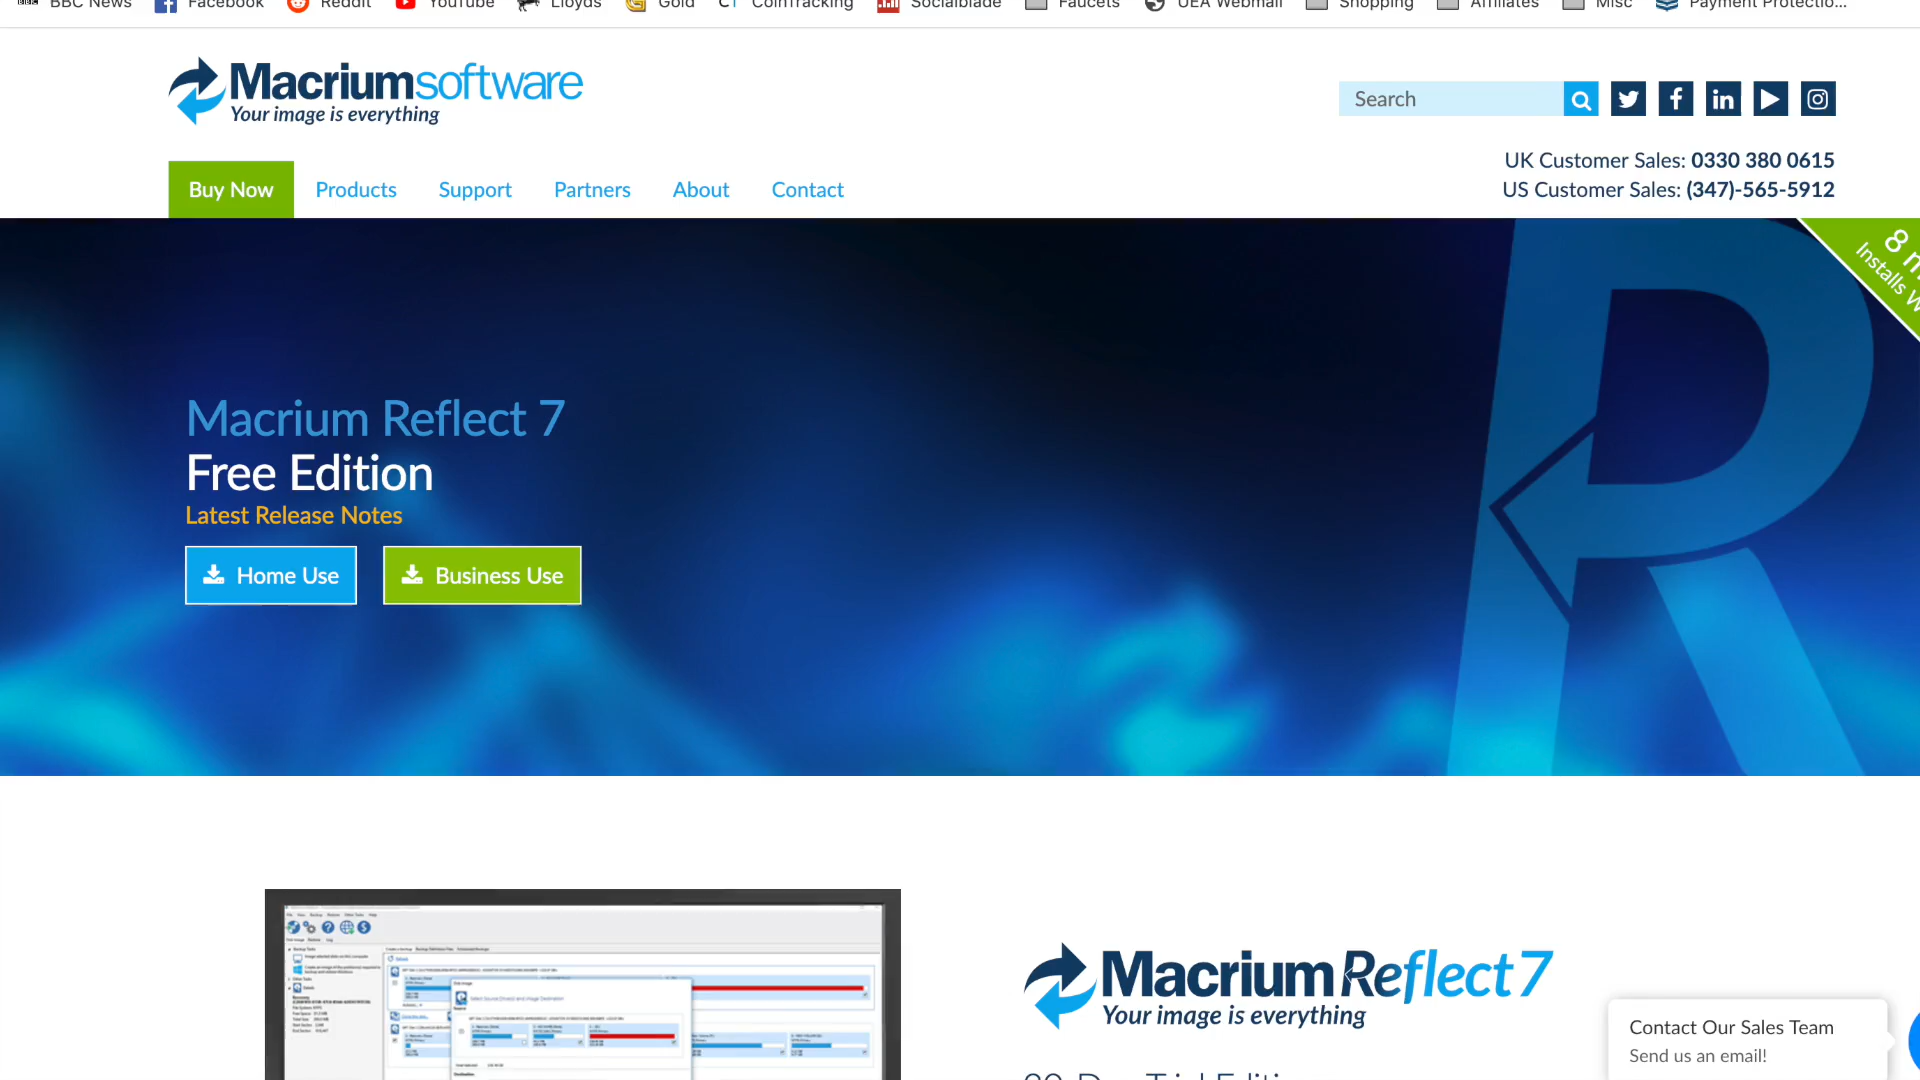 BBC News Facebook Reddit YouTube Lloyds Gold CT CoinTracking Socialblade Faucets UEA Webmail Shopping Affiliates Misc Payment Protectio...
Macriumsoftware
Your image is everything
Search
UK Customer Sales: 0330 380 0615
US Customer Sales: (347)-565-5912
Buy Now Products Support Partners About Contact
8 m
Installs W
Macrium Reflect 7
Free Edition
Latest Release Notes
Home Use Business Use
Macrium Reflect 7
Your image is everything
Contact Our Sales Team
Send us an email!